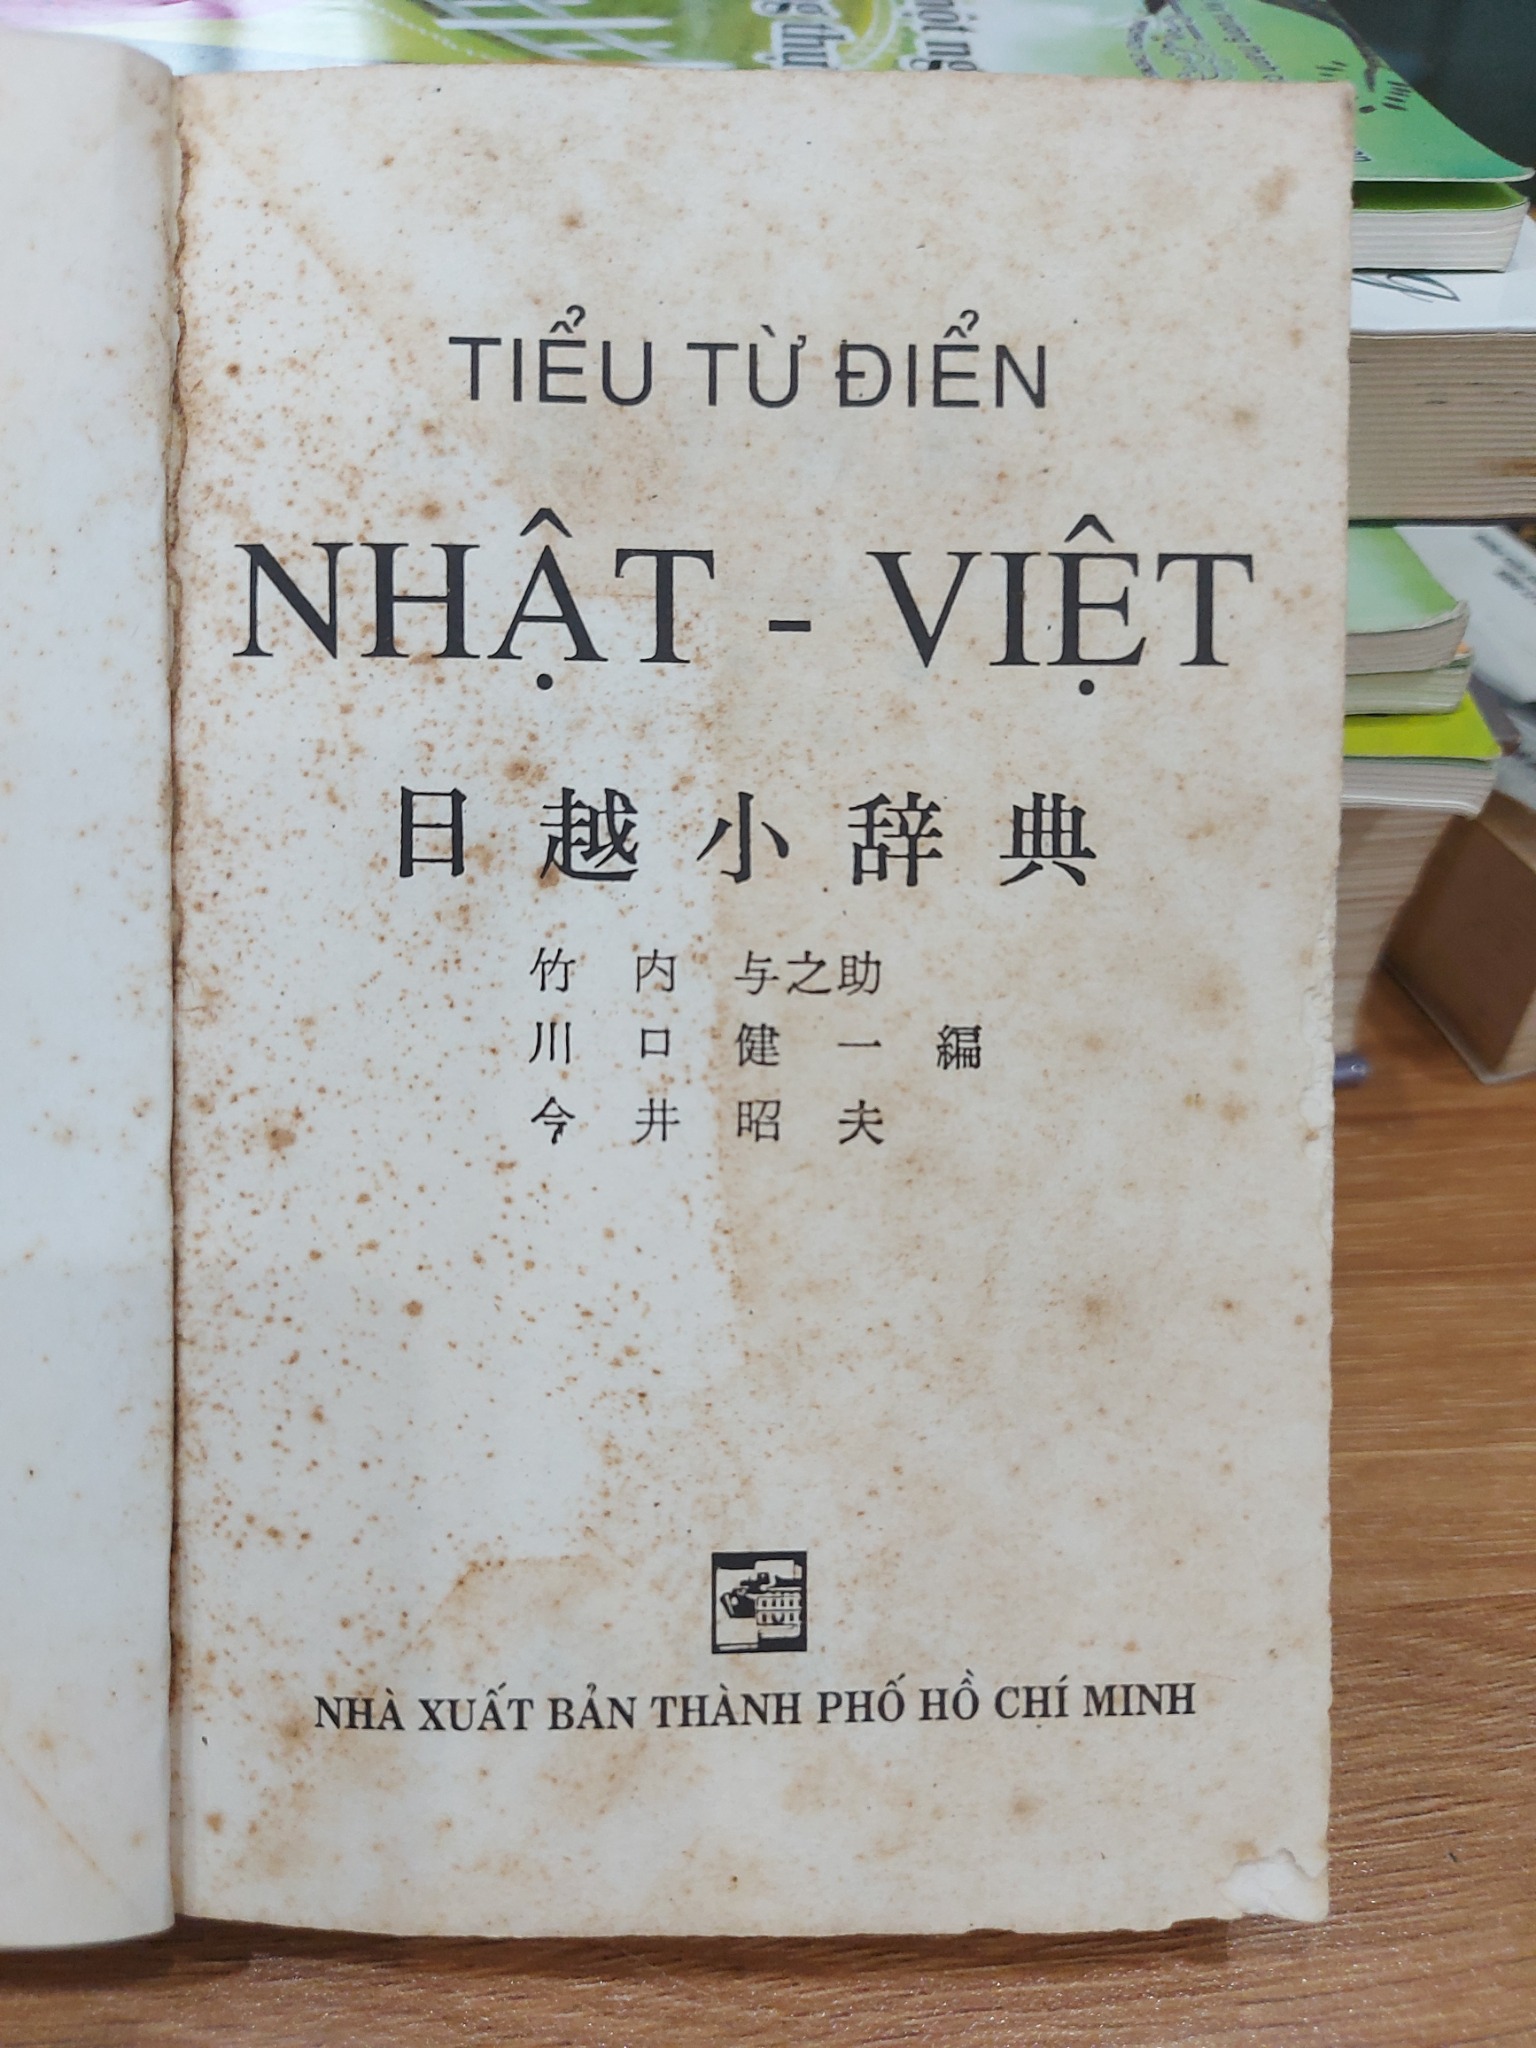 TIỂU TỪ ĐIỂN
NHẬT - VIỆT
日越小辞典
竹内与之助
川口健一 編
今井昭夫
NHÀ XUẤT BẢN THÀNH PHỐ HỒ CHÍ MINH